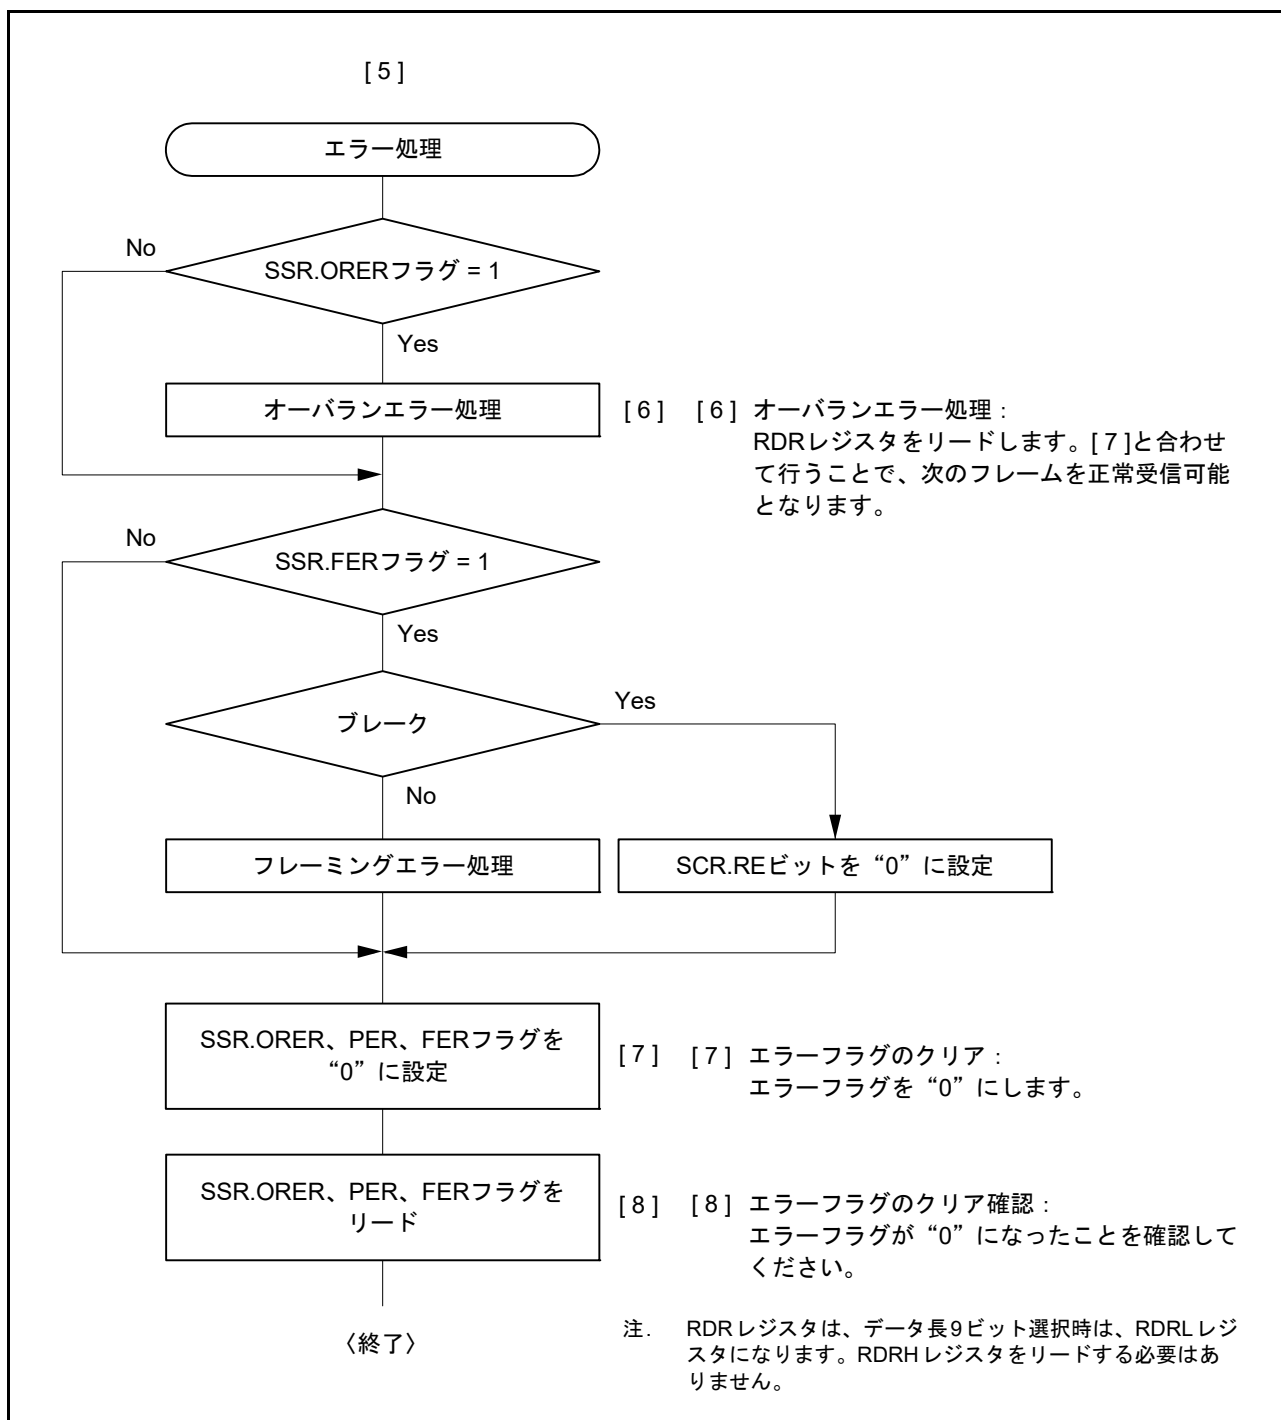 [ 5 ]
エラー処理
No
SSR.ORERフラグ = 1
Yes
オーバランエラー処理
[ 6 ]
[ 6 ] オーバランエラー処理：
RDRレジスタをリードします。[ 7 ]と合わせ
て行うことで、次のフレームを正常受信可能
となります。
No
SSR.FERフラグ = 1
Yes
ブレーク
Yes
No
フレーミングエラー処理
SCR.REビットを“0”に設定
SSR.ORER、PER、FERフラグを
“0”に設定
[ 7 ]
[ 7 ] エラーフラグのクリア：
エラーフラグを“0”にします。
SSR.ORER、PER、FERフラグを
リード
[ 8 ]
[ 8 ] エラーフラグのクリア確認：
エラーフラグが“0”になったことを確認して
ください。
〈終了〉
注. RDRレジスタは、データ長9ビット選択時は、RDRLレジ
スタになります。RDRHレジスタをリードする必要はあ
りません。